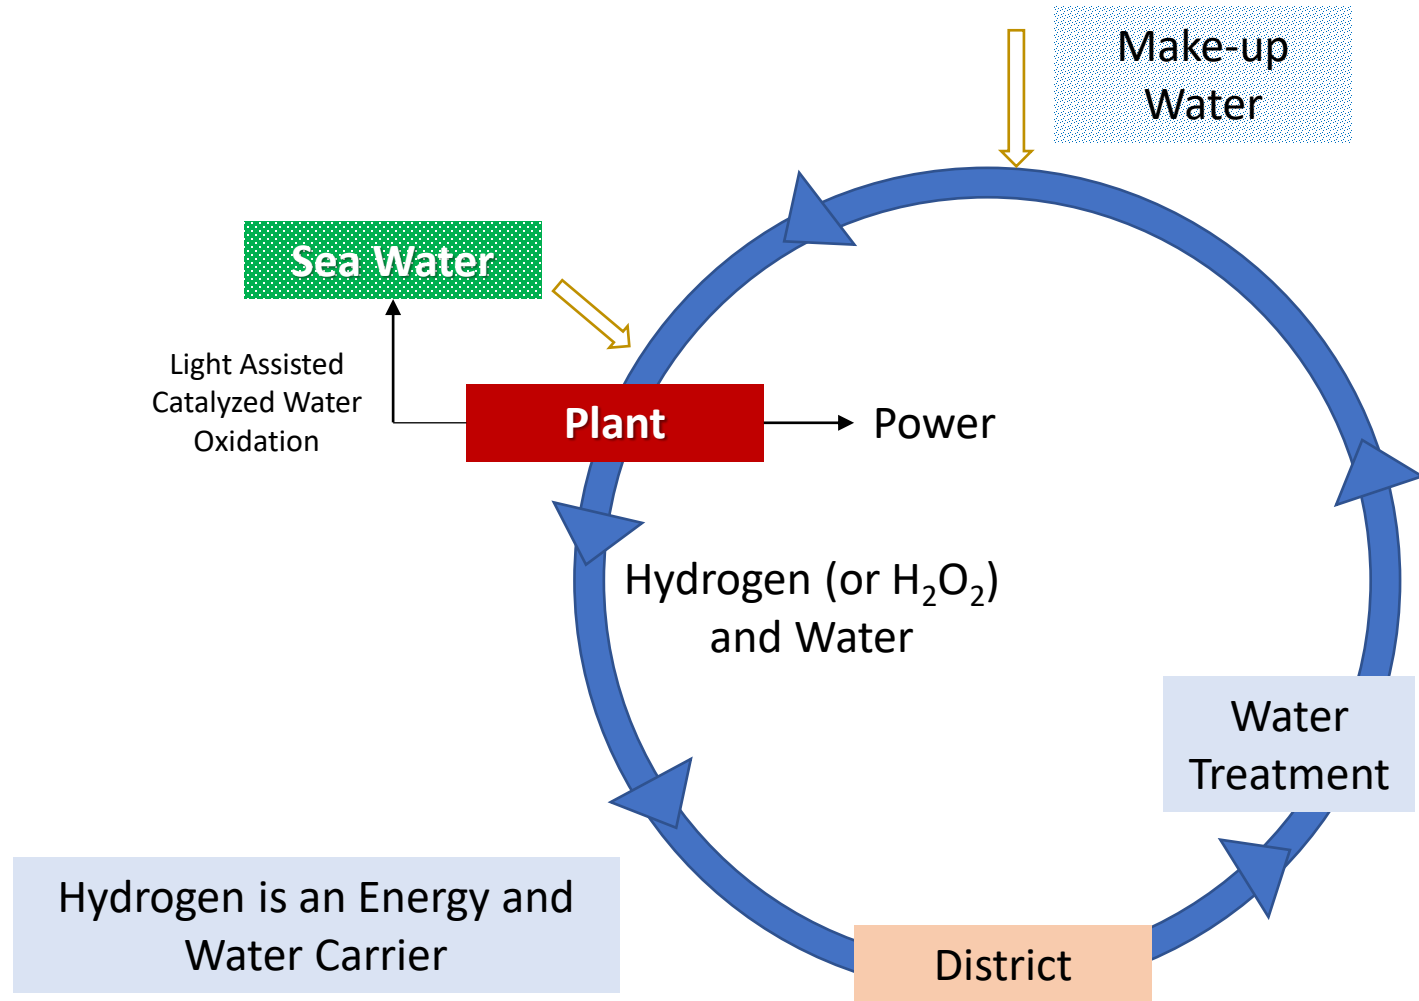 Make-up
Water
Sea Water
Light Assisted
Catalyzed Water
Oxidation
Plant
Power
Hydrogen (or H₂O₂)
and Water
Water
Treatment
Hydrogen is an Energy and
Water Carrier
District